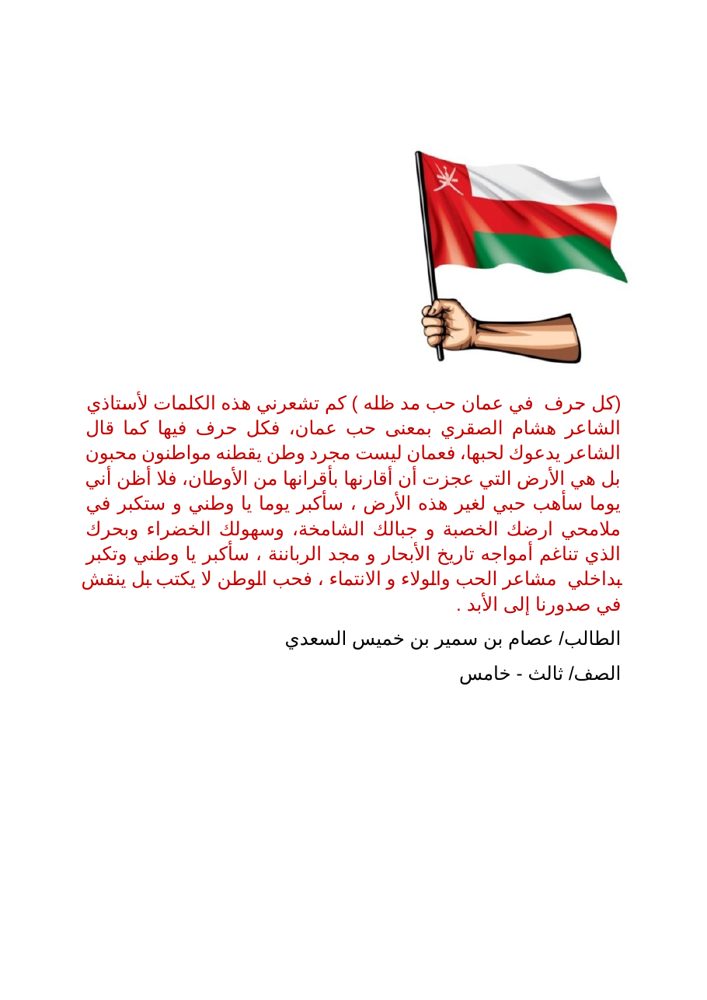 (كل حرف في عمان حب مد ظله ) كم تشعرني هذه الكلمات لأستاذي
الشاعر هشام الصقري بمعنى حب عمان، فكل حرف فيها كما قال
الشاعر يدعوك لحبها، فعمان ليست مجرد وطن يقطنه مواطنون محبون
بل هي الأرض التي عجزت أن أقارنها بأقرانها من الأوطان، فلا أظن أني
يوما سأهب حبي لغير هذه الأرض ، سأكبر يوما يا وطني و ستكبر في
ملامحي ارضك الخصبة و جبالك الشامخة، وسهولك الخضراء وبحرك
الذي تناغم أمواجه تاريخ الأبحار و مجد الرباننة ، سأكبر يا وطني وتكبر
بداخلي مشاعر الحب والولاء و الانتماء ، فحب الوطن لا يكتب بل ينقش
في صدورنا إلى الأبد .
الطالب/ عصام بن سمير بن خميس السعدي
الصف/ ثالث - خامس